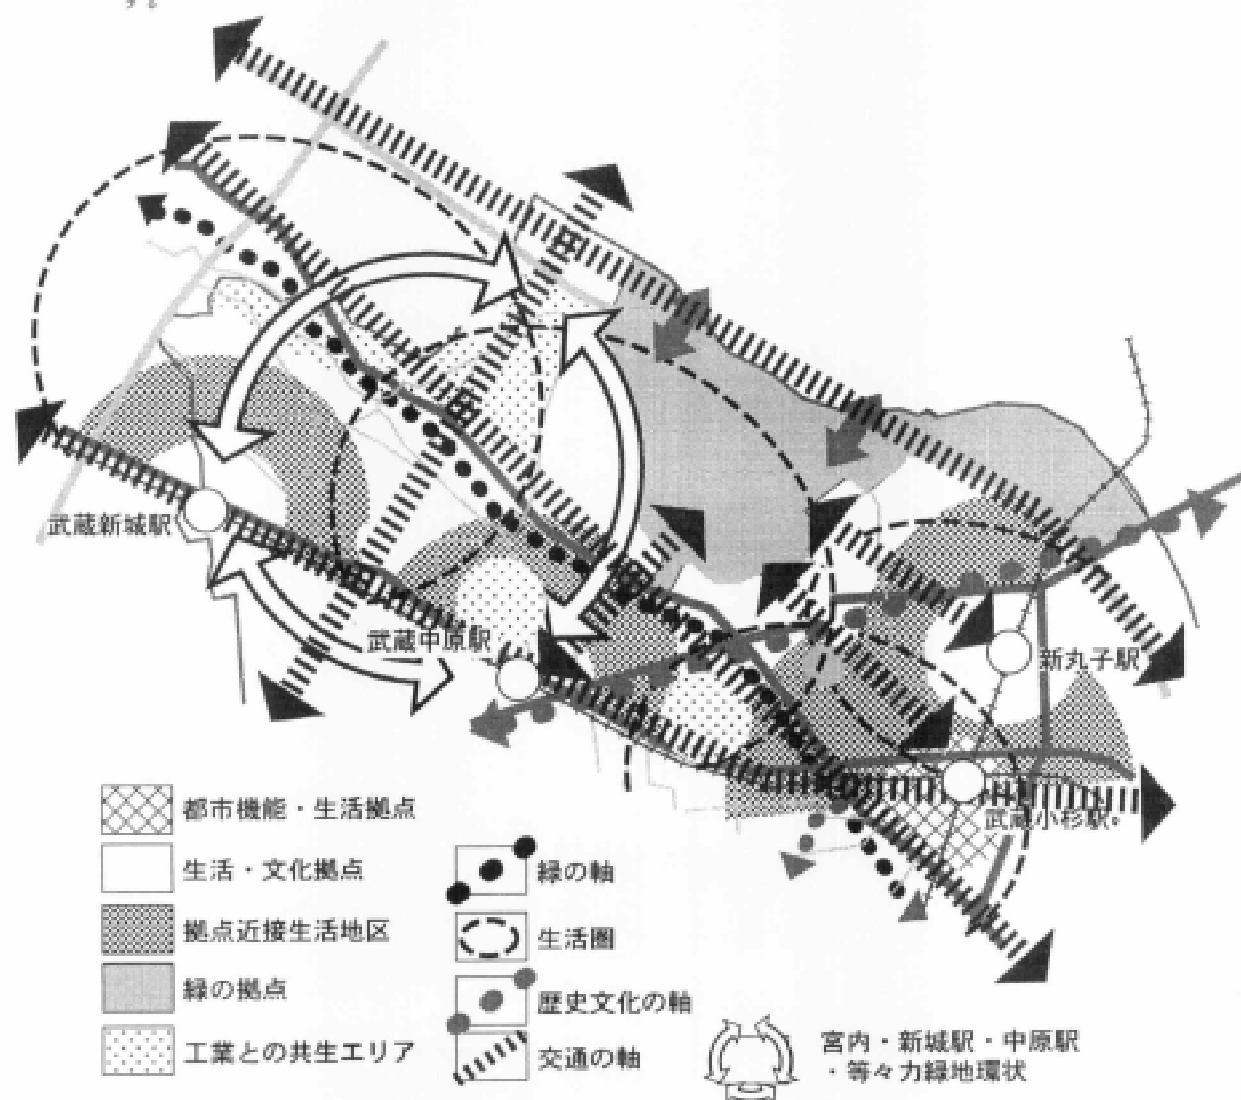 武蔵新城駅
武蔵中原駅
新丸子駅
武蔵小杉駅
都市機能・生活拠点
生活・文化拠点
拠点近接生活地区
緑の拠点
工業との共生エリア
緑の軸
生活圏
歴史文化の軸
交通の軸
宮内・新城駅・中原駅
・等々力緑地環状